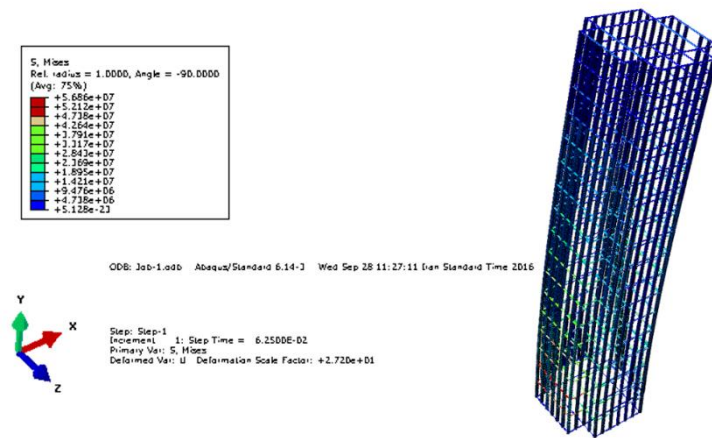 S, Mises
Rel. radius = 1.0000, Angle = -90.0000
(Avg: 75%)
+5.686e+07
+5.212e+07
+4.738e+07
+4.264e+07
+3.791e+07
+3.317e+07
+2.843e+07
+2.369e+07
+1.895e+07
+1.421e+07
+9.476e+06
+4.738e+06
+5.128e-23
ODB: Job-1.odb Abaqus/Standard 6.14-3 Wed Sep 28 11:27:11 Iran Standard Time 2016
Y
X
Z
Step: Step-1
Increment 1: Step Time = 6.2500E-02
Primary Var: S, Mises
Deformed Var: U Deformation Scale Factor: +2.720e+01